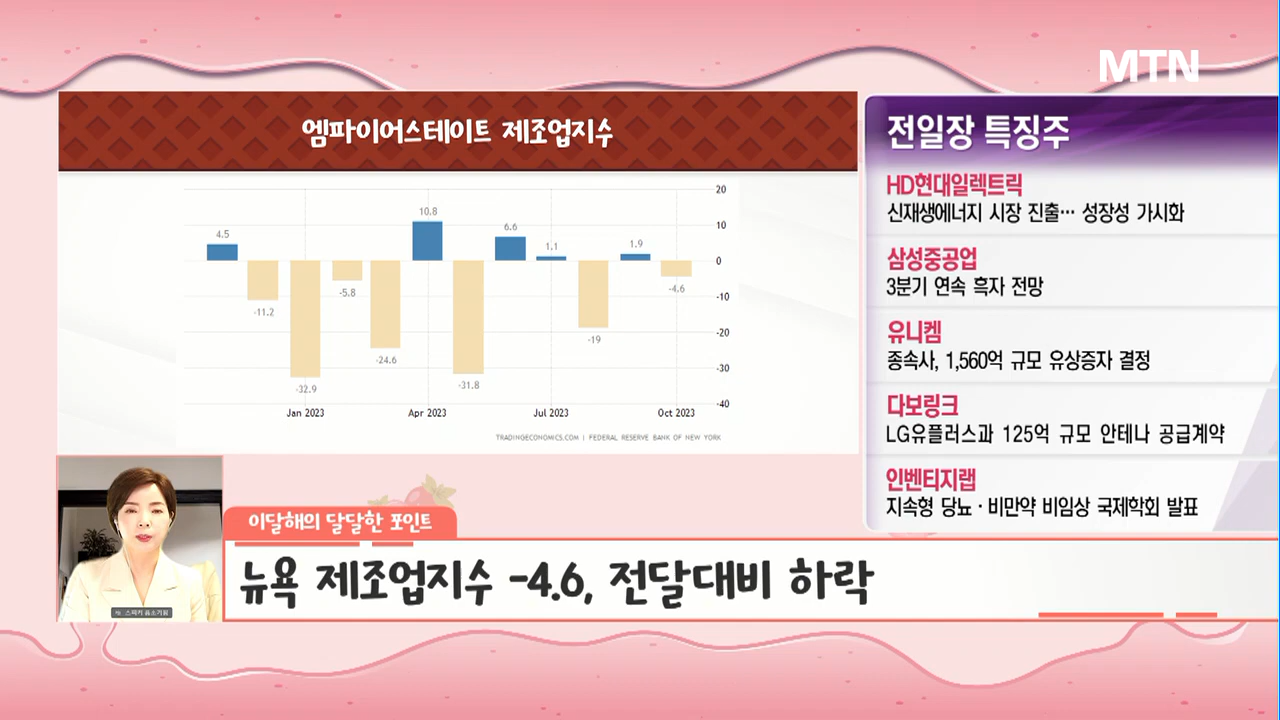 MTN
엠파이어스테이트 제조업지수
20
10
0
-10
-20
-30
-40
4.5
-11.2
-32.9
-5.8
-24.6
10.8
-31.8
6.6
1.1
-19
1.9
-4.6
Jan 2023
Apr 2023
Jul 2023
Oct 2023
TRADINGECONOMICS.COM | FEDERAL RESERVE BANK OF NEW YORK
전일장 특징주
HD현대일렉트릭
신재생에너지 시장 진출… 성장성 가시화
삼성중공업
3분기 연속 흑자 전망
유니켐
종속사, 1,560억 규모 유상증자 결정
다보링크
LG유플러스과 125억 규모 안테나 공급계약
인벤티지랩
지속형 당뇨·비만약 비임상 국제학회 발표
이달해의 달달한 포인트
뉴욕 제조업지수 -4.6, 전달대비 하락